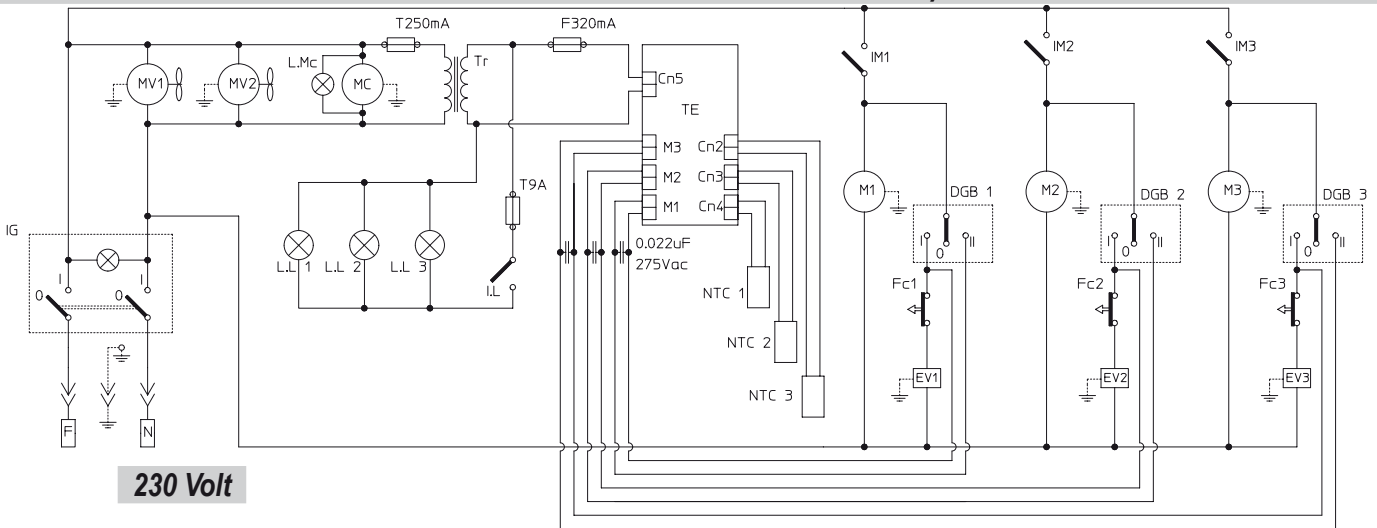 T250mA F320mA
IM1 IM2 IM3
L.Mc Tr
MV1 MV2 MC Cn5
TE
M3 Cn2
M2 Cn3
T9A
M1 Cn4
M1 M2 M3
DGB 1 DGB 2 DGB 3
IG
I I
0 0
L.L 1 L.L 2 L.L 3
I.L
0.022uF
275Vac
I 0 II I 0 II I 0 II
NTC 1
NTC 2
NTC 3
Fc1 Fc2 Fc3
EV1 EV2 EV3
F N
230 Volt